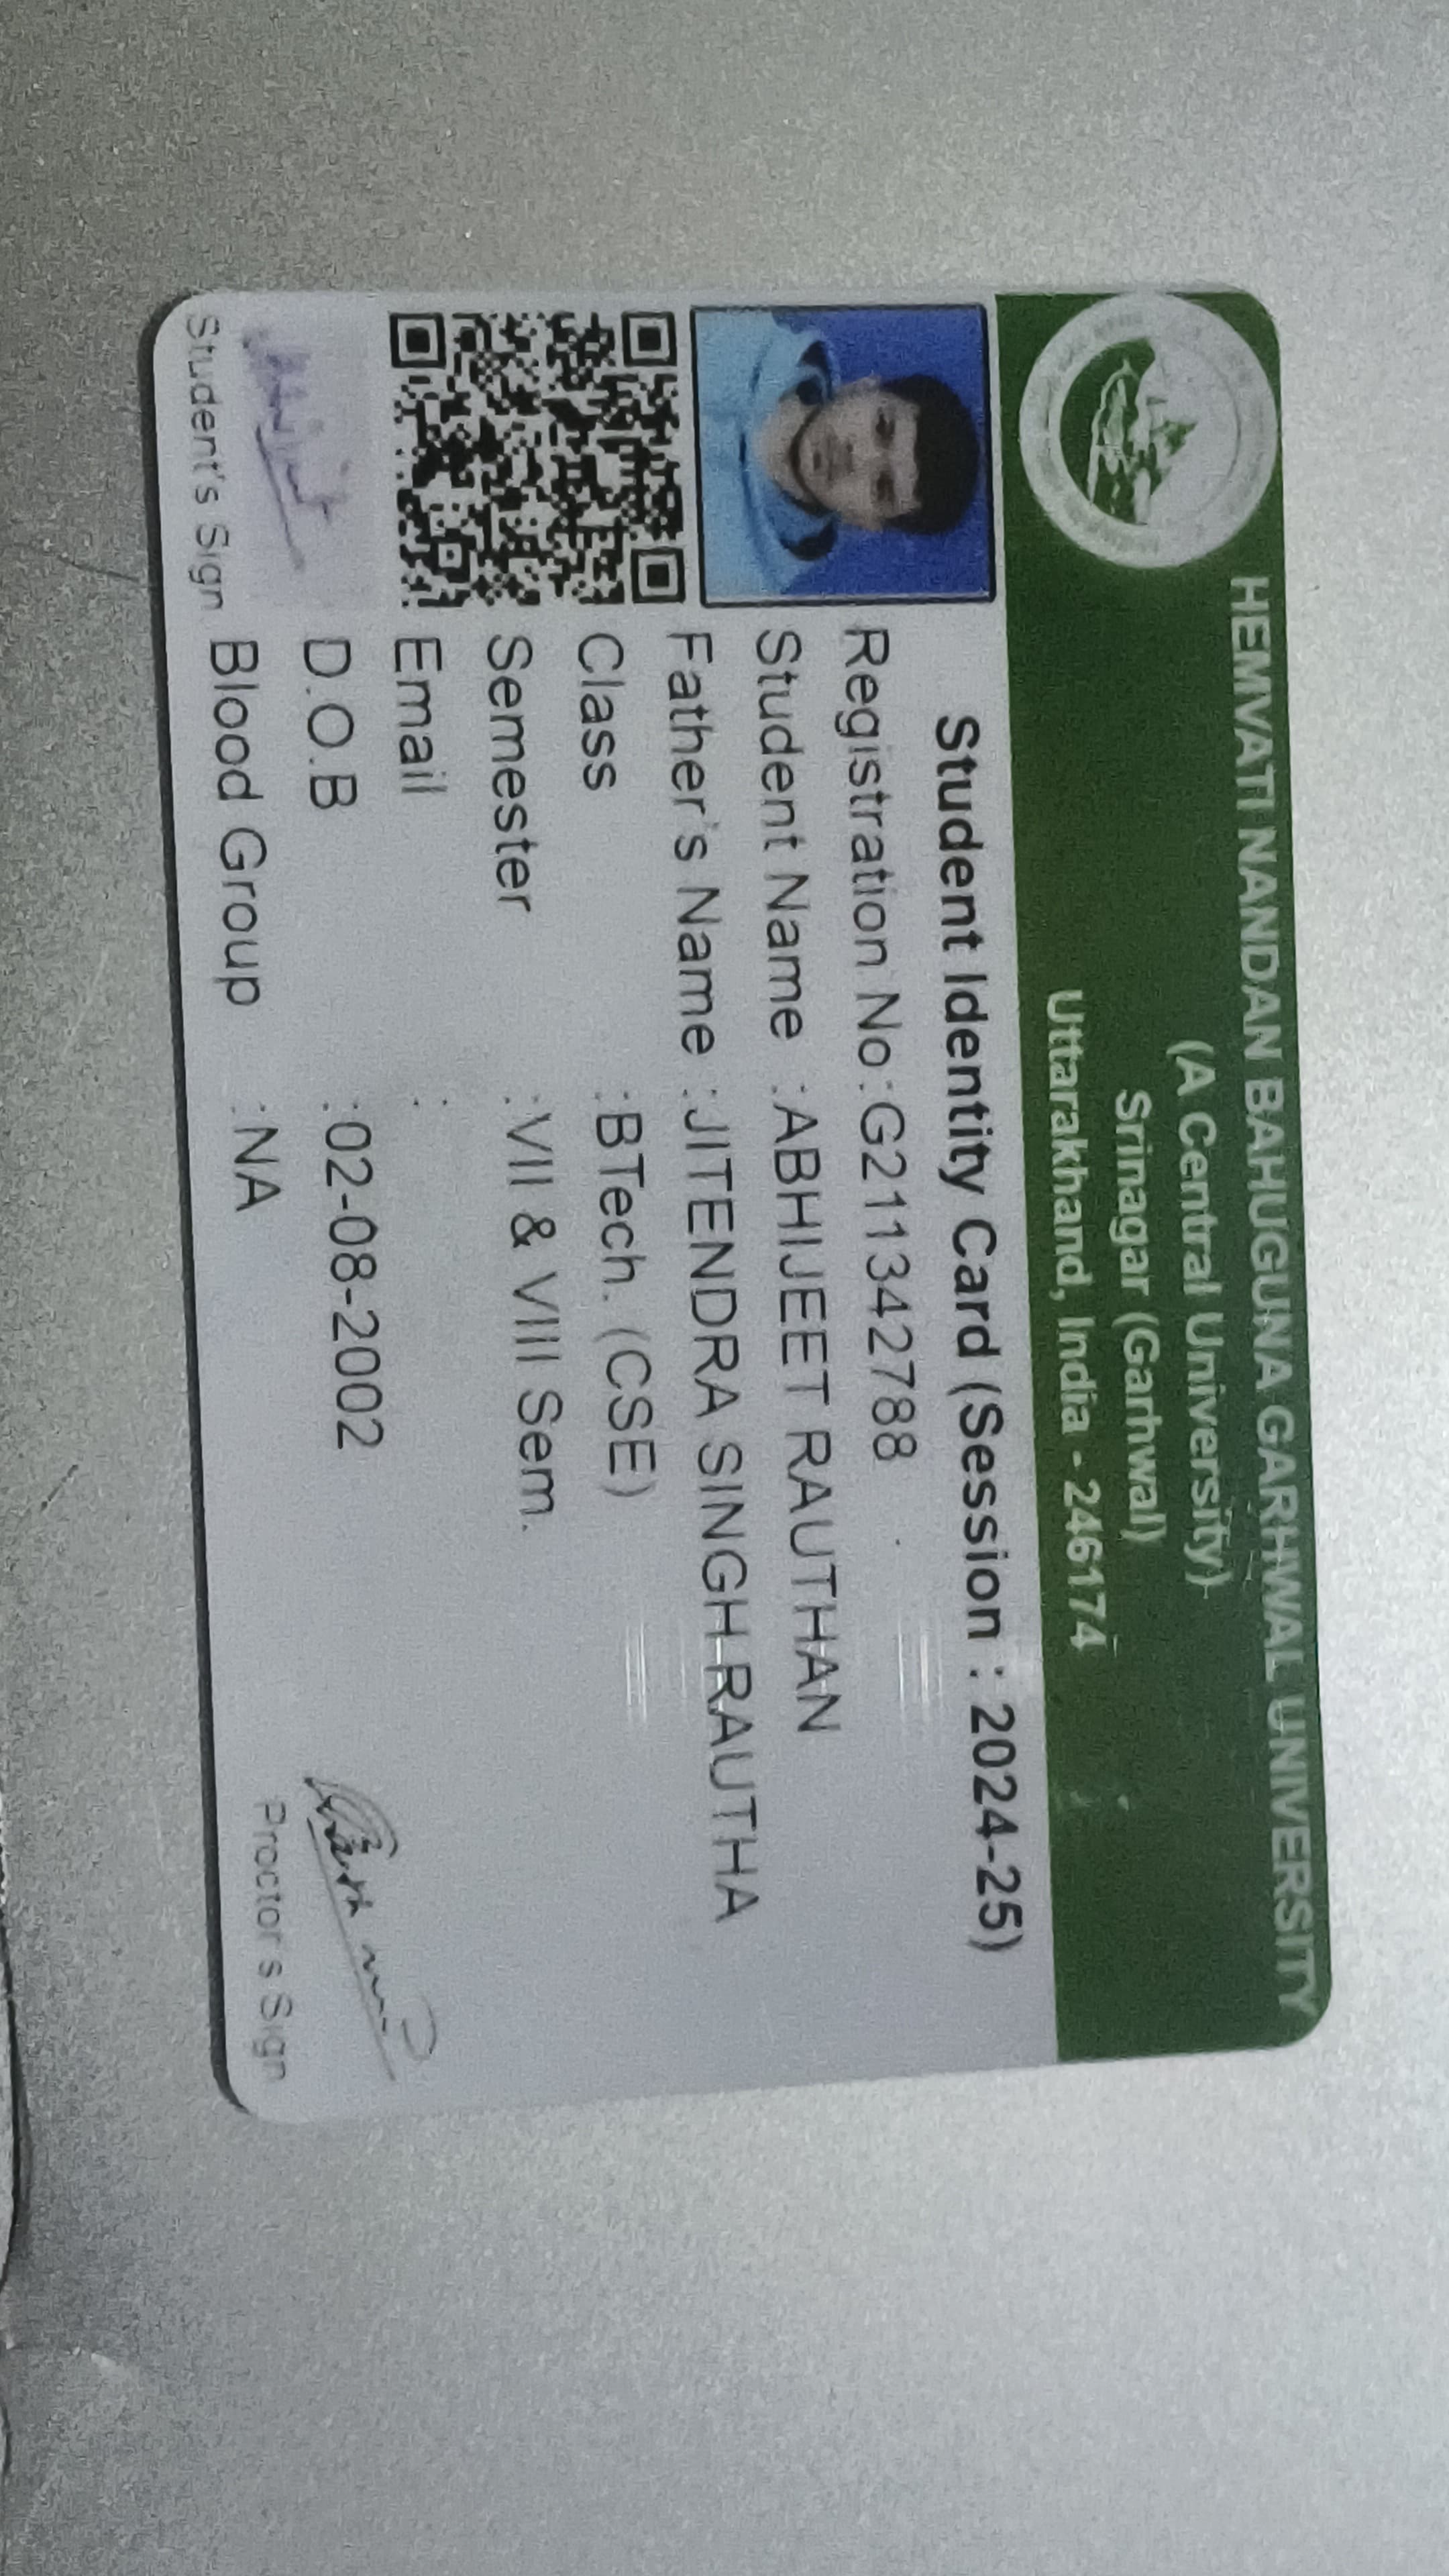 HEMVATI NANDAN BAHUGUNA GARHWAL UNIVERSITY
(A Central University)
Srinagar (Garhwal)
Uttarakhand, India - 246174
Student Identity Card (Session : 2024-25)
Registration No:G211342788
Student Name :ABHIJEET RAUTHAN
Father's Name :JITENDRA SINGH RAUTHA
Class :BTech. (CSE)
Semester :VII & VIII Sem.
Email :
D.O.B :02-08-2002
Blood Group :NA
Student's Sign
Proctor's Sign